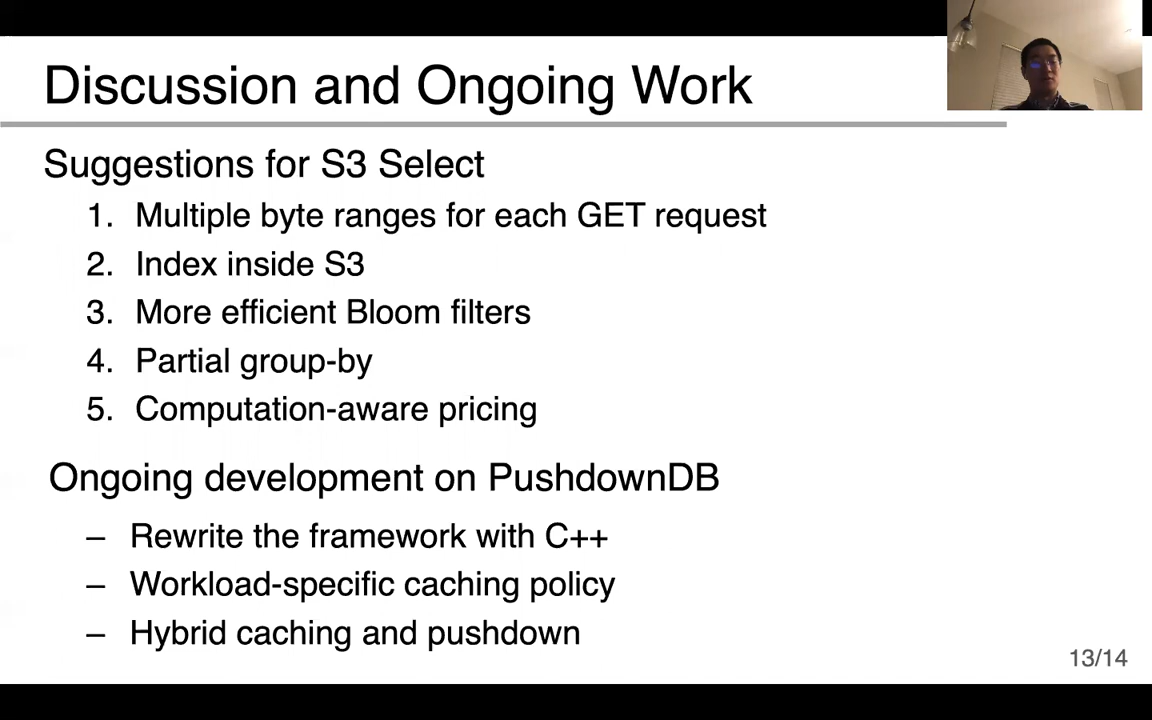 Discussion and Ongoing Work
Suggestions for S3 Select
1. Multiple byte ranges for each GET request
2. Index inside S3
3. More efficient Bloom filters
4. Partial group-by
5. Computation-aware pricing
Ongoing development on PushdownDB
– Rewrite the framework with C++
– Workload-specific caching policy
– Hybrid caching and pushdown
13/14